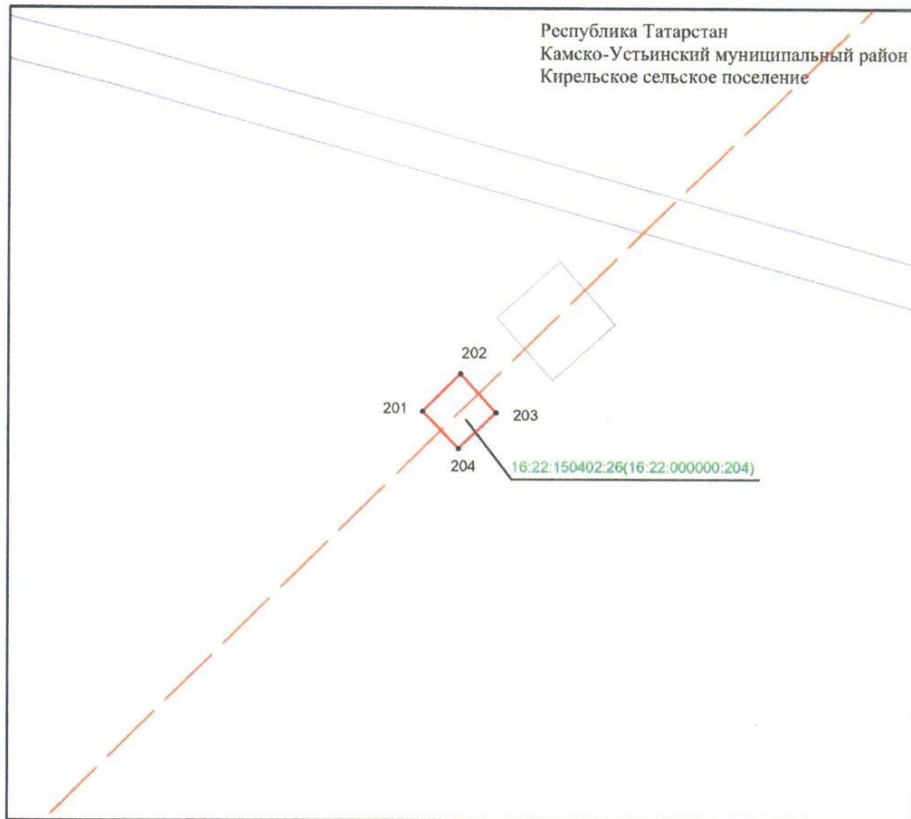 Республика Татарстан
Камско-Устьинский муниципальный район
Кирельское сельское поселение
202
201
203
204
16:22:150402:26(16:22:000000:204)